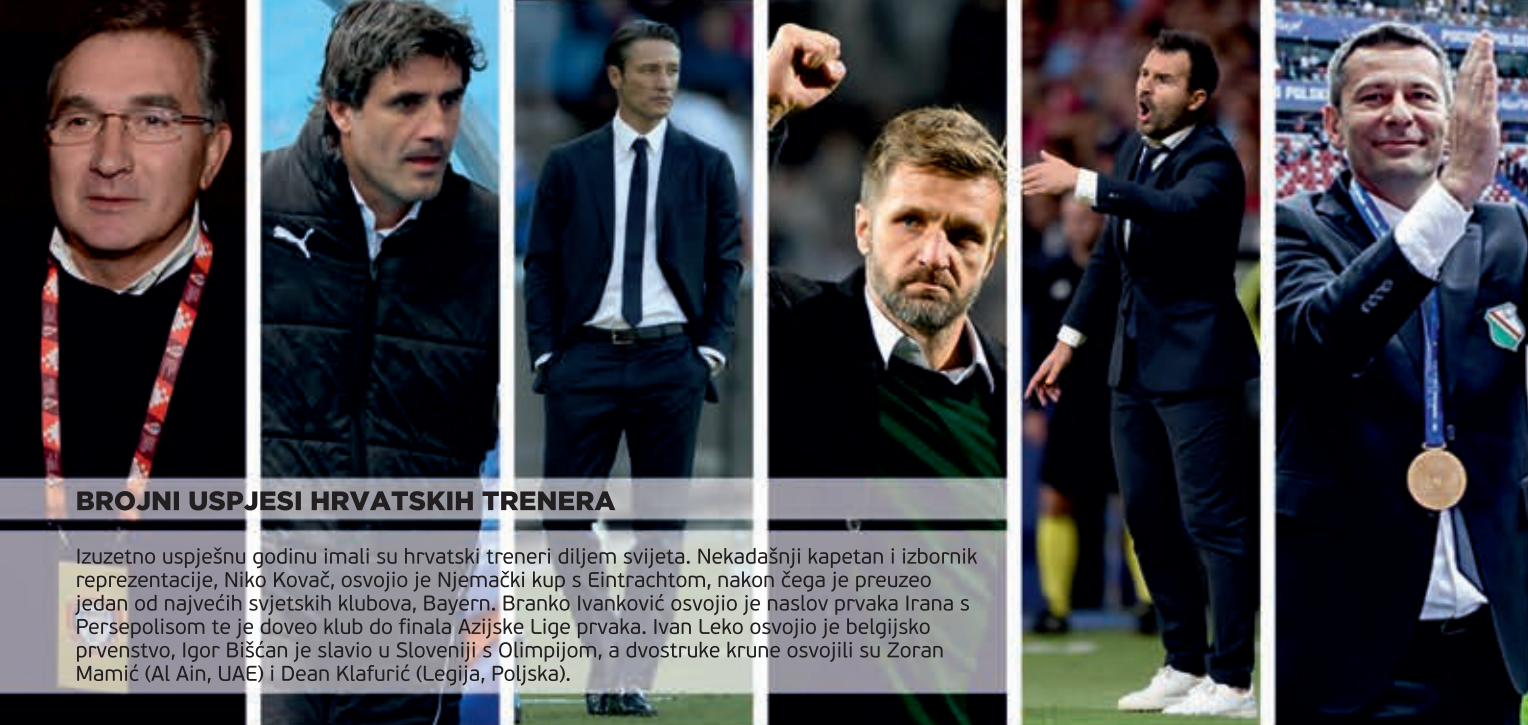 POLSKI
BROJNI USPJESI HRVATSKIH TRENERA
Izuzetno uspješnu godinu imali su hrvatski treneri diljem svijeta. Nekadašnji kapetan i izbornik
reprezentacije, Niko Kovač, osvojio je Njemački kup s Eintrachtom, nakon čega je preuzeo
jedan od najvećih svjetskih klubova, Bayern. Branko Ivanković osvojio je naslov prvaka Irana s
Persepolisom te je doveo klub do finala Azijske Lige prvaka. Ivan Leko osvojio je belgijsko
prvenstvo, Igor Bišćan je slavio u Sloveniji s Olimpijom, a dvostruke krune osvojili su Zoran
Mamić (Al Ain, UAE) i Dean Klafurić (Legija, Poljska).